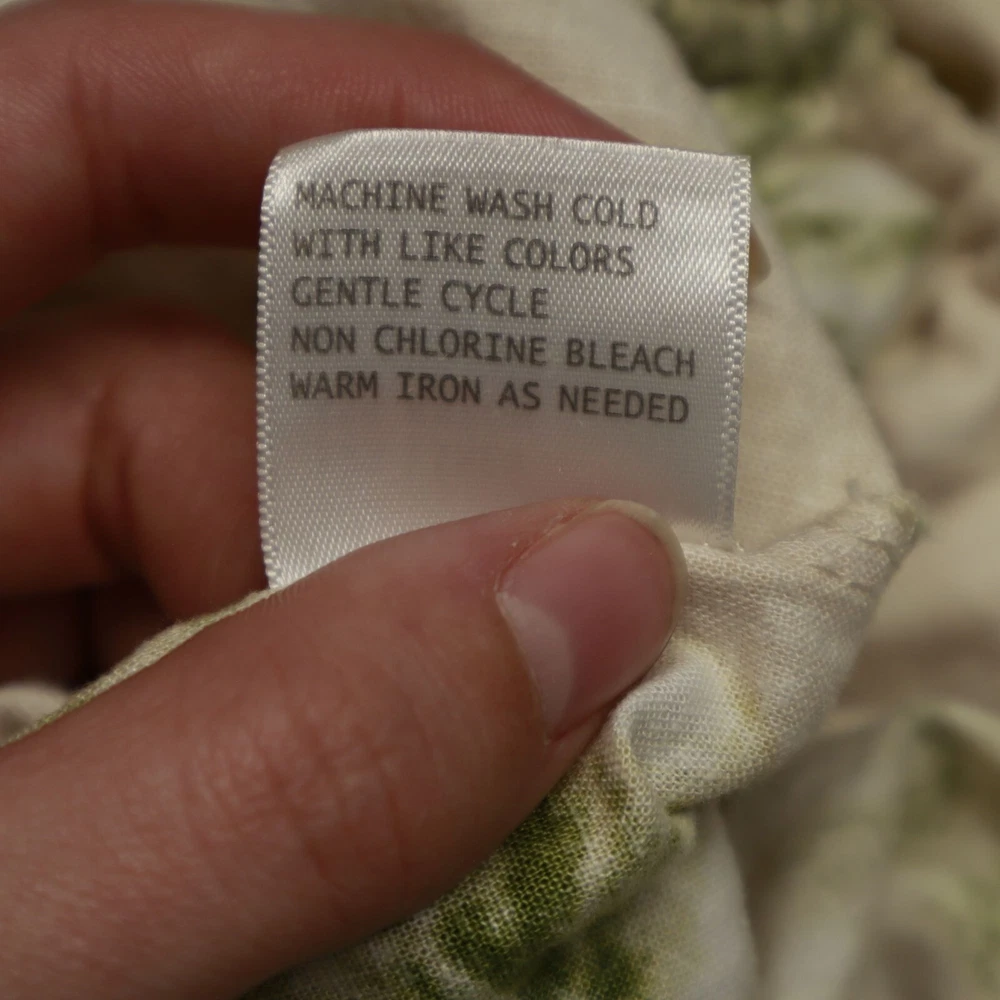 MACHINE WASH COLD
WITH LIKE COLORS
GENTLE CYCLE
NON CHLORINE BLEACH
WARM IRON AS NEEDED